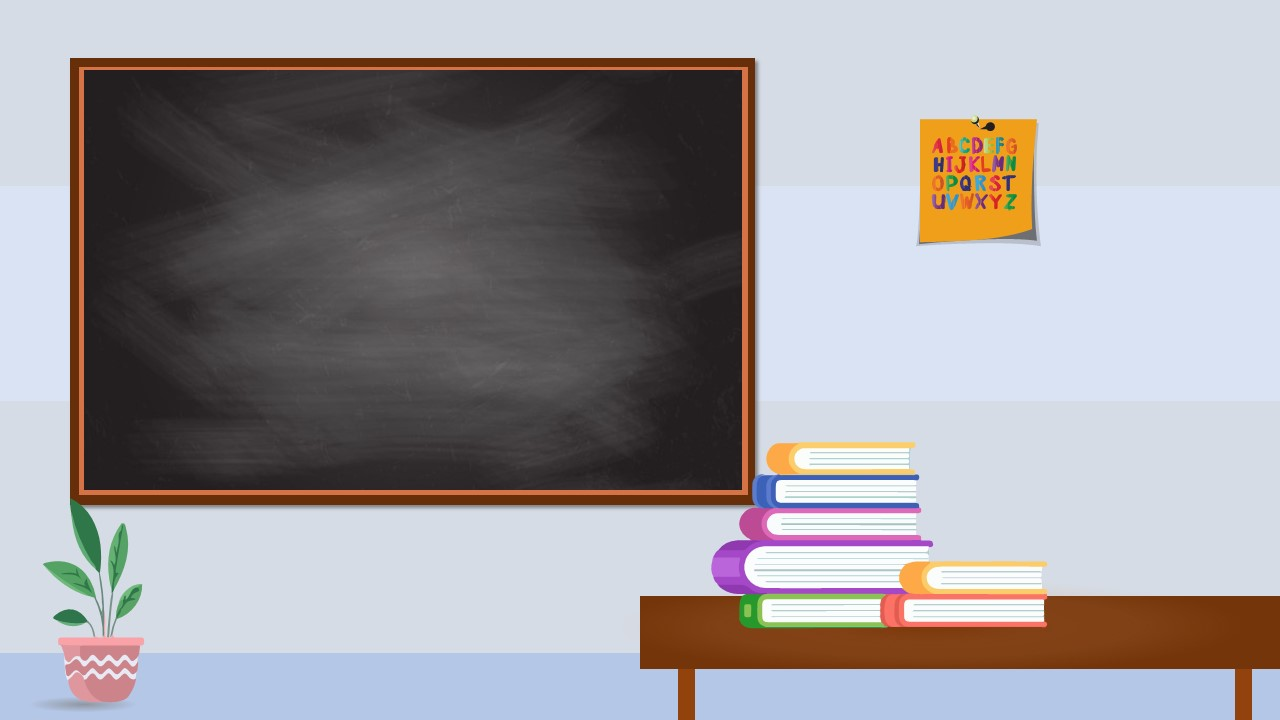 ABCDEFG
HIJKLMN
OPQRST
UVWXYZ